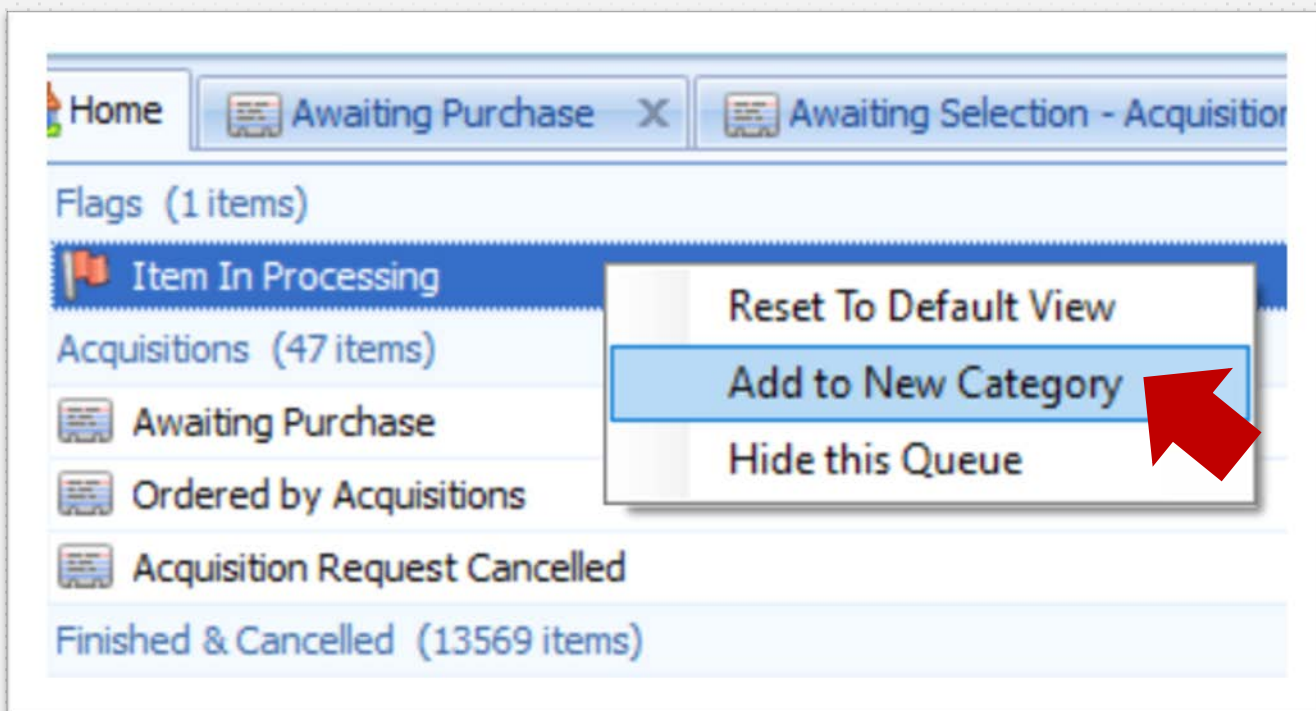 Home Awaiting Purchase X Awaiting Selection - Acquisition
Flags (1 items)
Item In Processing
Reset To Default View
Acquisitions (47 items)
Add to New Category
Awaiting Purchase
Hide this Queue
Ordered by Acquisitions
Acquisition Request Cancelled
Finished & Cancelled (13569 items)